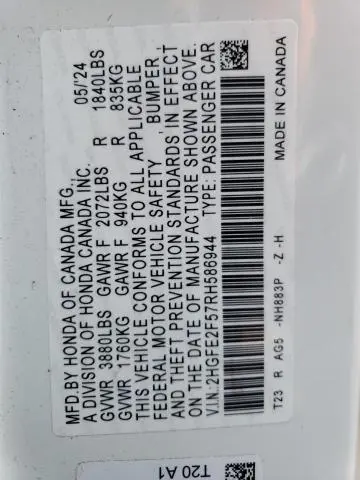 MFD.BY HONDA OF CANADA MFG., 05/24
A DIVISION OF HONDA CANADA INC.
GVWR 3880LBS GAWR F 2072LBS R 1840LBS
GVWR 1760KG GAWR F 940KG R 835KG
THIS VEHICLE CONFORMS TO ALL APPLICABLE
FEDERAL MOTOR VEHICLE SAFETY, BUMPER,
AND THEFT PREVENTION STANDARDS IN EFFECT
ON THE DATE OF MANUFACTURE SHOWN ABOVE.
V.I.N.:2HGFE2F57RH586944 TYPE: PASSENGER CAR
T23 R AG5 -NH883P -Z -H MADE IN CANADA
T20 A1